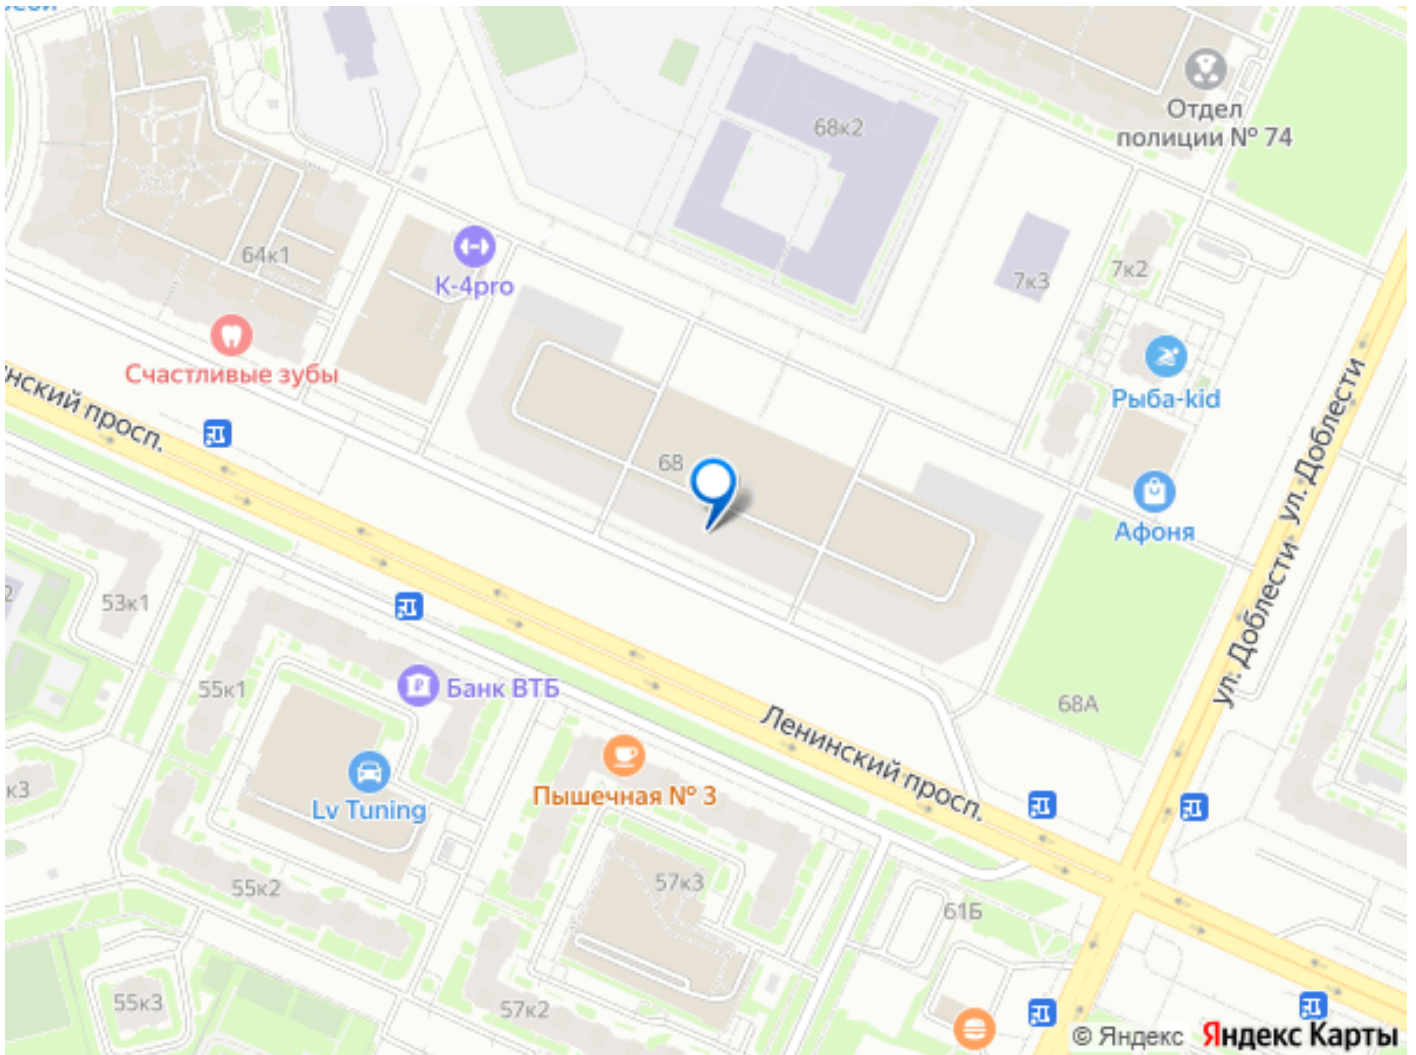 68к2
Отдел
полиции № 74
64к1
К-4pro
7к3
7к2
Счастливые зубы
Рыба-kid
нский просп.
ул. Доблести
68
Афоня
ул. Доблести
53к1
2
55к1
Банк ВТБ
68А
Ленинский просп.
Lv Tuning
Пышечная № 3
к3
55к2
57к3
61Б
55к3
57к2
© Яндекс Яндекс Карты